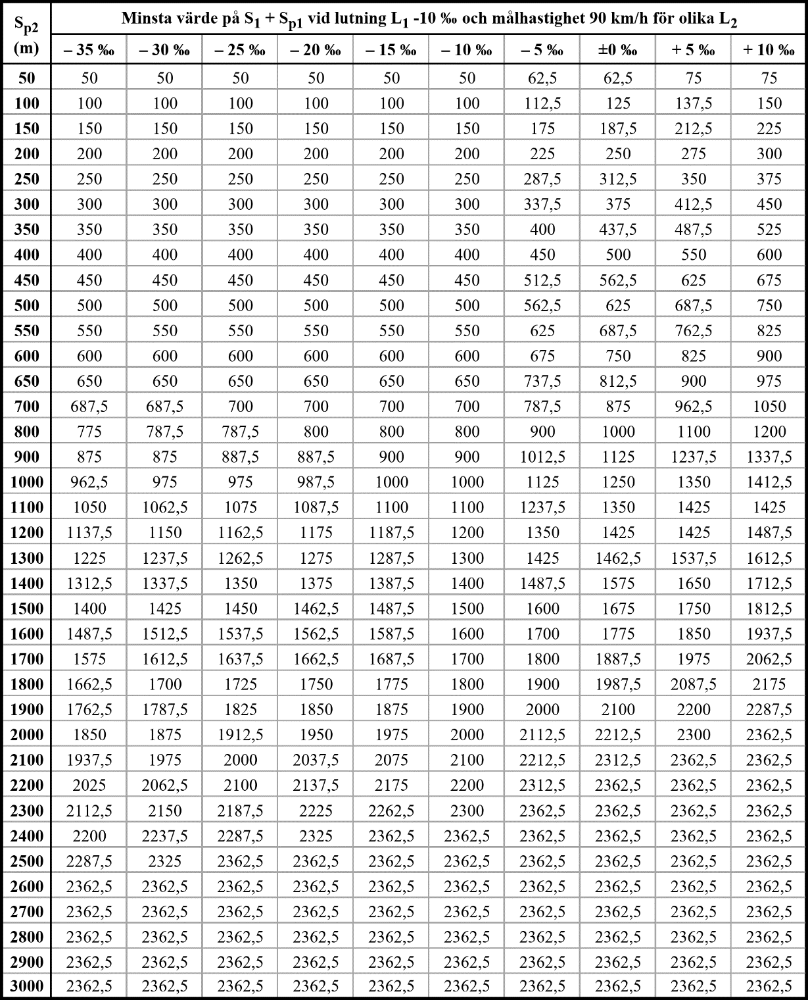 S_p2 (m) Minsta värde på S_1 + S_p1 vid lutning L_1 -10 ‰ och målhastighet 90 km/h för olika L_2
– 35 ‰ – 30 ‰ – 25 ‰ – 20 ‰ – 15 ‰ – 10 ‰ – 5 ‰ ±0 ‰ + 5 ‰ + 10 ‰
50 50 50 50 50 50 50 62,5 62,5 75 75
100 100 100 100 100 100 100 112,5 125 137,5 150
150 150 150 150 150 150 150 175 187,5 212,5 225
200 200 200 200 200 200 200 225 250 275 300
250 250 250 250 250 250 250 287,5 312,5 350 375
300 300 300 300 300 300 300 337,5 375 412,5 450
350 350 350 350 350 350 350 400 437,5 487,5 525
400 400 400 400 400 400 400 450 500 550 600
450 450 450 450 450 450 450 512,5 562,5 625 675
500 500 500 500 500 500 500 562,5 625 687,5 750
550 550 550 550 550 550 550 625 687,5 762,5 825
600 600 600 600 600 600 600 675 750 825 900
650 650 650 650 650 650 650 737,5 812,5 900 975
700 687,5 687,5 700 700 700 700 787,5 875 962,5 1050
800 775 787,5 787,5 800 800 800 900 1000 1100 1200
900 875 875 887,5 887,5 900 900 1012,5 1125 1237,5 1337,5
1000 962,5 975 975 987,5 1000 1000 1125 1250 1350 1412,5
1100 1050 1062,5 1075 1087,5 1100 1100 1237,5 1350 1425 1425
1200 1137,5 1150 1162,5 1175 1187,5 1200 1350 1425 1425 1487,5
1300 1225 1237,5 1262,5 1275 1287,5 1300 1425 1462,5 1537,5 1612,5
1400 1312,5 1337,5 1350 1375 1387,5 1400 1487,5 1575 1650 1712,5
1500 1400 1425 1450 1462,5 1487,5 1500 1600 1675 1750 1812,5
1600 1487,5 1512,5 1537,5 1562,5 1587,5 1600 1700 1775 1850 1937,5
1700 1575 1612,5 1637,5 1662,5 1687,5 1700 1800 1887,5 1975 2062,5
1800 1662,5 1700 1725 1750 1775 1800 1900 1987,5 2087,5 2175
1900 1762,5 1787,5 1825 1850 1875 1900 2000 2100 2200 2287,5
2000 1850 1875 1912,5 1950 1975 2000 2112,5 2212,5 2300 2362,5
2100 1937,5 1975 2000 2037,5 2075 2100 2212,5 2312,5 2362,5 2362,5
2200 2025 2062,5 2100 2137,5 2175 2200 2312,5 2362,5 2362,5 2362,5
2300 2112,5 2150 2187,5 2225 2262,5 2300 2362,5 2362,5 2362,5 2362,5
2400 2200 2237,5 2287,5 2325 2362,5 2362,5 2362,5 2362,5 2362,5 2362,5
2500 2287,5 2325 2362,5 2362,5 2362,5 2362,5 2362,5 2362,5 2362,5 2362,5
2600 2362,5 2362,5 2362,5 2362,5 2362,5 2362,5 2362,5 2362,5 2362,5 2362,5
2700 2362,5 2362,5 2362,5 2362,5 2362,5 2362,5 2362,5 2362,5 2362,5 2362,5
2800 2362,5 2362,5 2362,5 2362,5 2362,5 2362,5 2362,5 2362,5 2362,5 2362,5
2900 2362,5 2362,5 2362,5 2362,5 2362,5 2362,5 2362,5 2362,5 2362,5 2362,5
3000 2362,5 2362,5 2362,5 2362,5 2362,5 2362,5 2362,5 2362,5 2362,5 2362,5